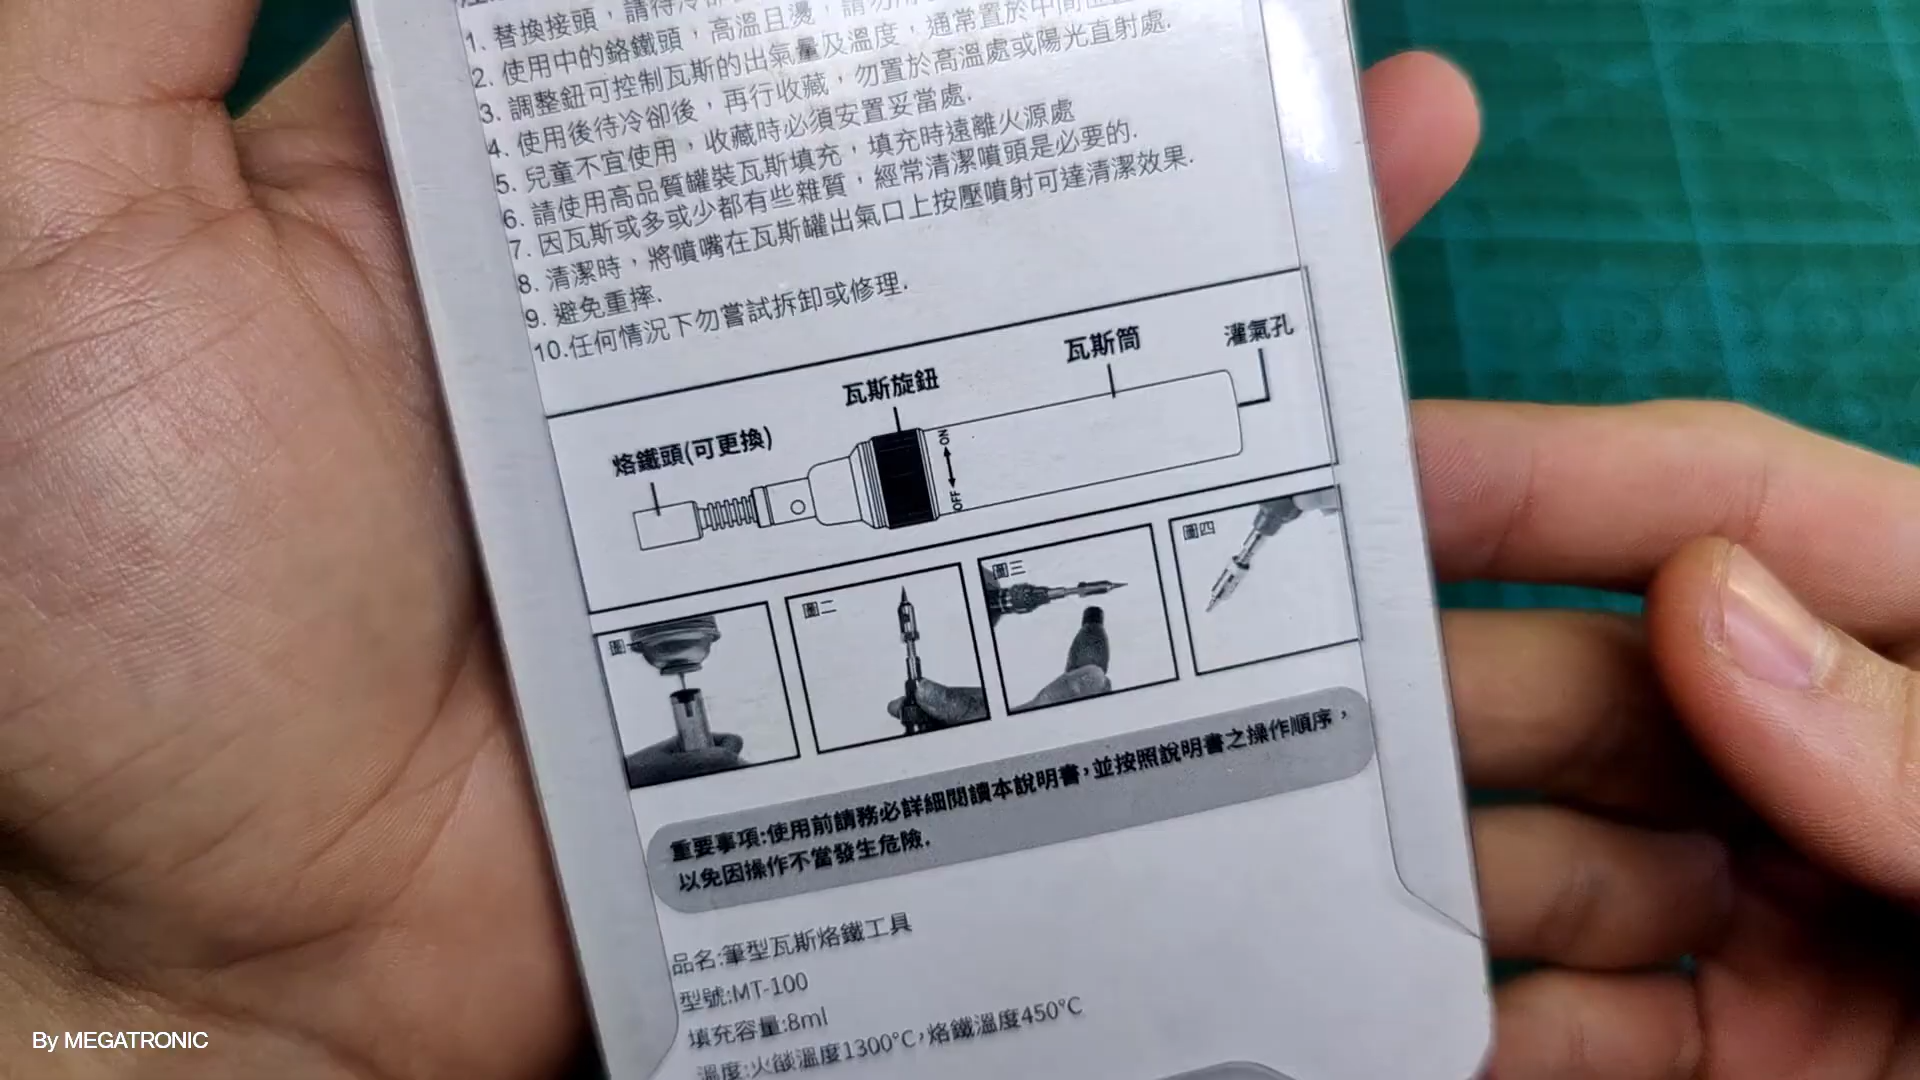 1. 替換接頭，請待冷卻
2. 使用中的鉻鐵頭，高溫且燙，請勿用
3. 調整鈕可控制瓦斯的出氣量及溫度，通常置於中間位置
4. 使用後待冷卻後，再行收藏，勿置於高溫處或陽光直射處.
5. 兒童不宜使用，收藏時必須安置妥當處.
6. 請使用高品質罐裝瓦斯填充，填充時遠離火源處
7. 因瓦斯或多或少都有些雜質，經常清潔噴頭是必要的.
8. 清潔時，將噴嘴在瓦斯罐出氣口上按壓噴射可達清潔效果.
9. 避免重摔.
10.任何情況下勿嘗試拆卸或修理.
烙鐵頭(可更換)
瓦斯旋鈕
瓦斯筒
灌氣孔
ON
OFF
圖一
圖二
圖三
圖四
重要事項:使用前請務必詳細閱讀本說明書，並按照說明書之操作順序，
以免因操作不當發生危險.
品名:筆型瓦斯烙鐵工具
型號:MT-100
填充容量:8ml
溫度:火燄溫度1300°C，烙鐵溫度450°C
By MEGATRONIC